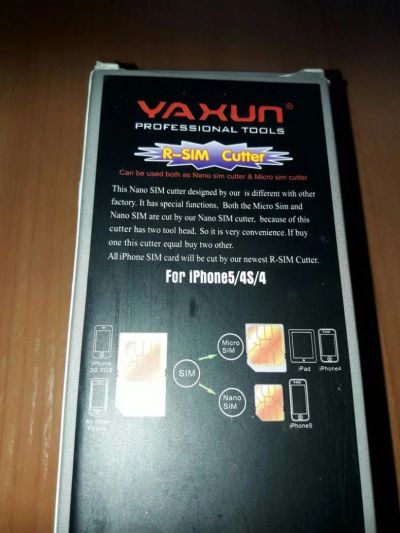 YAXUN®
PROFESSIONAL TOOLS
R-SIM Cutter
Can be used both as Nano sim cutter & Micro sim cutter
This Nano SIM cutter designed by our is different with other
factory. It has special functions, Both the Micro Sim and
Nano SIM are cut by our Nano SIM cutter, because of this
cutter has two tool head, So it is very convenience. If buy
one this cutter equal buy two other.
All iPhone SIM card will be cut by our newest R-SIM Cutter.
For iPhone5/4S/4
iPhone
3G 3GS
All other
Phone
SIM
Micro
SIM
Nano
SIM
iPad
iPhone4
iPhone5